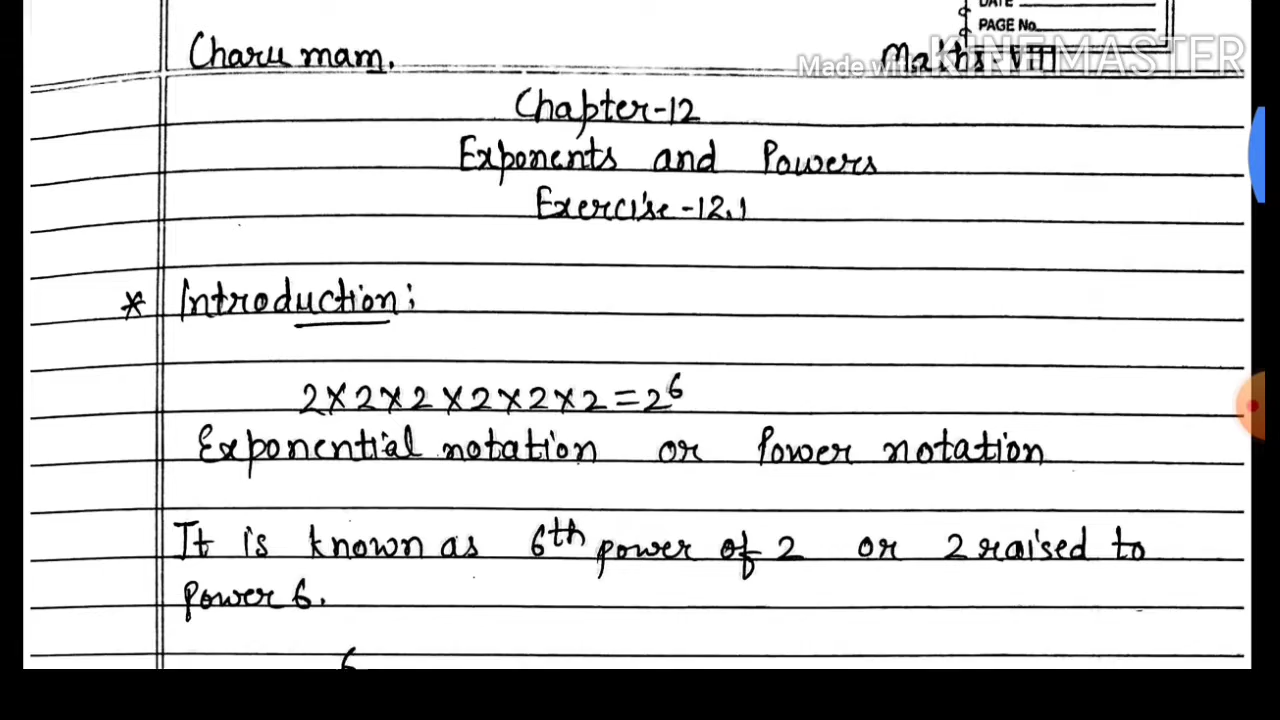 DATE
PAGE No.
Made with KINEMASTER
Charu mam.
Maths VIII
Chapter-12
Exponents and Powers
Exercise-12.1
* Introduction:
2×2×2×2×2×2=2⁶
Exponential notation or Power notation
It is known as 6th power of 2 or 2 raised to
power 6.
6